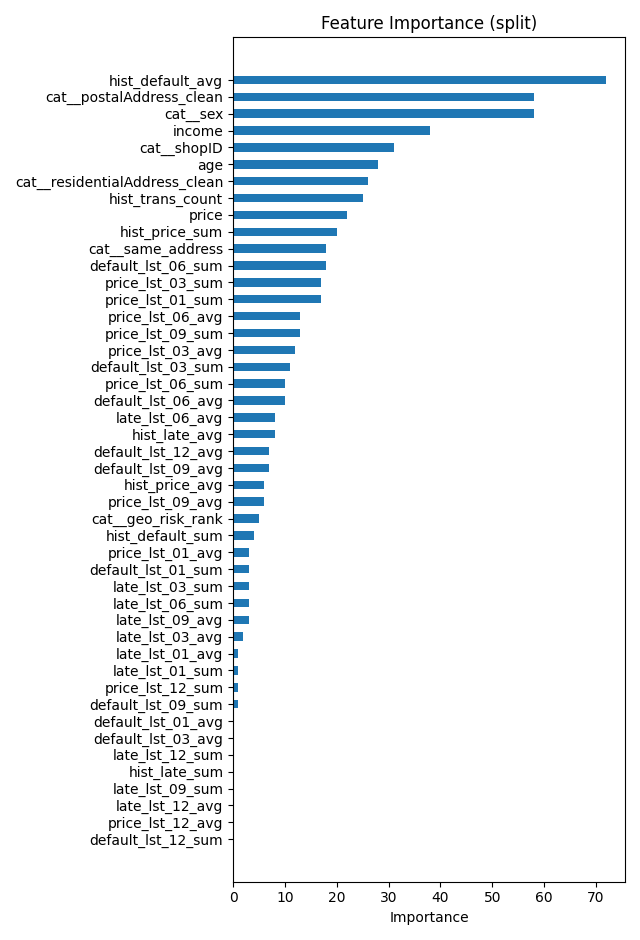 Feature Importance (split)
hist_default_avg
cat__postalAddress_clean
cat__sex
income
cat__shopID
age
cat__residentialAddress_clean
hist_trans_count
price
hist_price_sum
cat__same_address
default_lst_06_sum
price_lst_03_sum
price_lst_01_sum
price_lst_06_avg
price_lst_09_sum
price_lst_03_avg
default_lst_03_sum
price_lst_06_sum
default_lst_06_avg
late_lst_06_avg
hist_late_avg
default_lst_12_avg
default_lst_09_avg
hist_price_avg
price_lst_09_avg
cat__geo_risk_rank
hist_default_sum
price_lst_01_avg
default_lst_01_sum
late_lst_03_sum
late_lst_06_sum
late_lst_09_avg
late_lst_03_avg
late_lst_01_avg
late_lst_01_sum
price_lst_12_sum
default_lst_09_sum
default_lst_01_avg
default_lst_03_avg
late_lst_12_sum
hist_late_sum
late_lst_09_sum
late_lst_12_avg
price_lst_12_avg
default_lst_12_sum
0 10 20 30 40 50 60 70
Importance